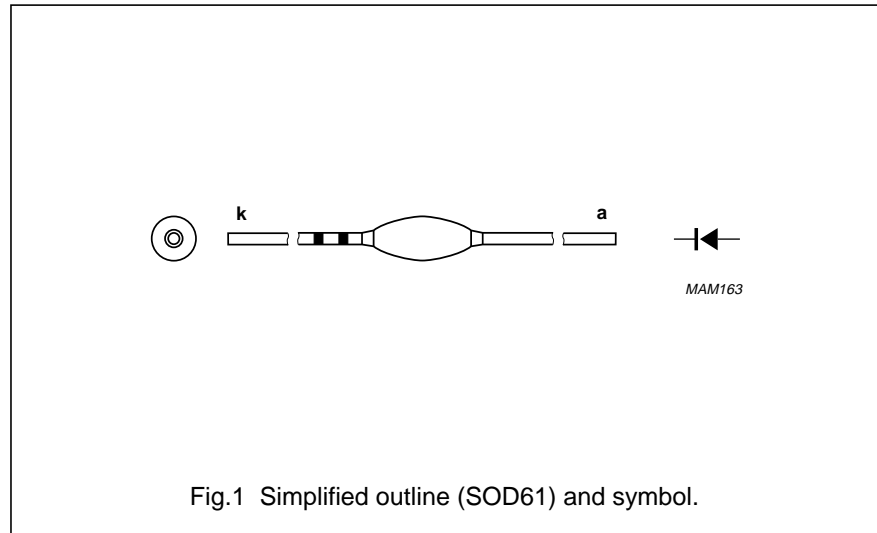 k
a
MAM163
Fig.1 Simplified outline (SOD61) and symbol.